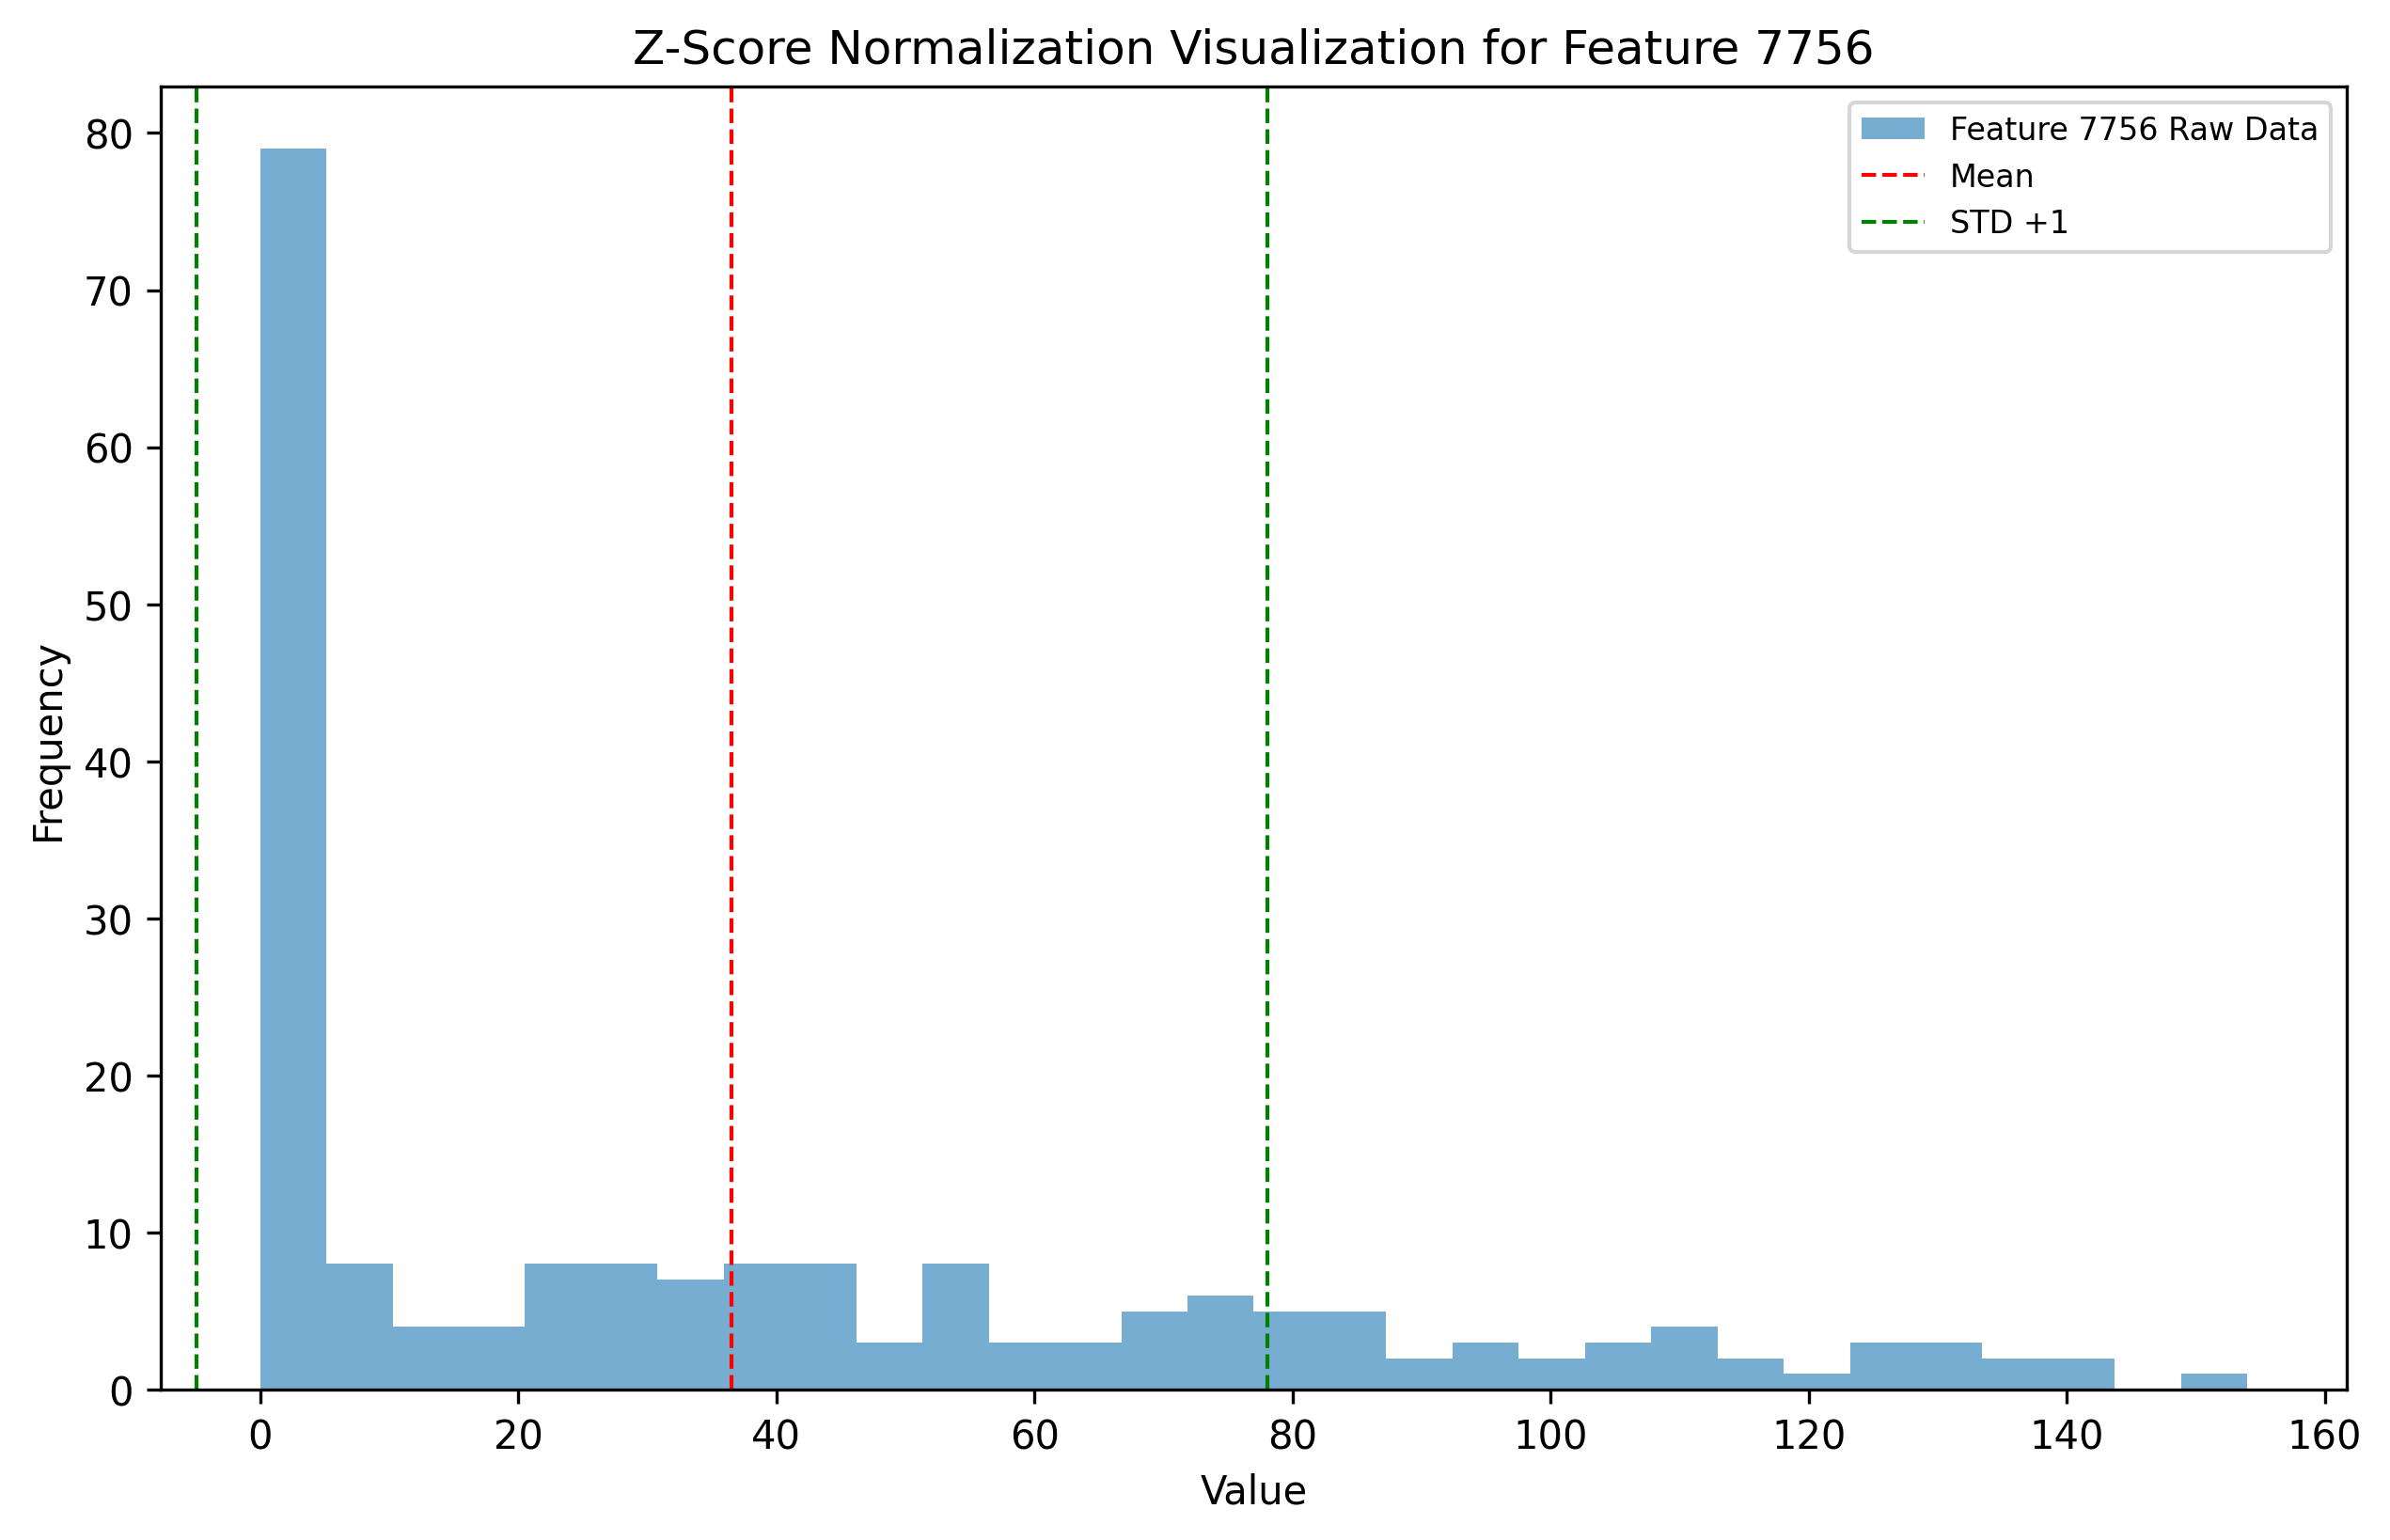 Z-Score Normalization Visualization for Feature 7756
Feature 7756 Raw Data
Mean
STD +1
80
70
60
50
40
30
20
10
0
Frequency
0 20 40 60 80 100 120 140 160
Value